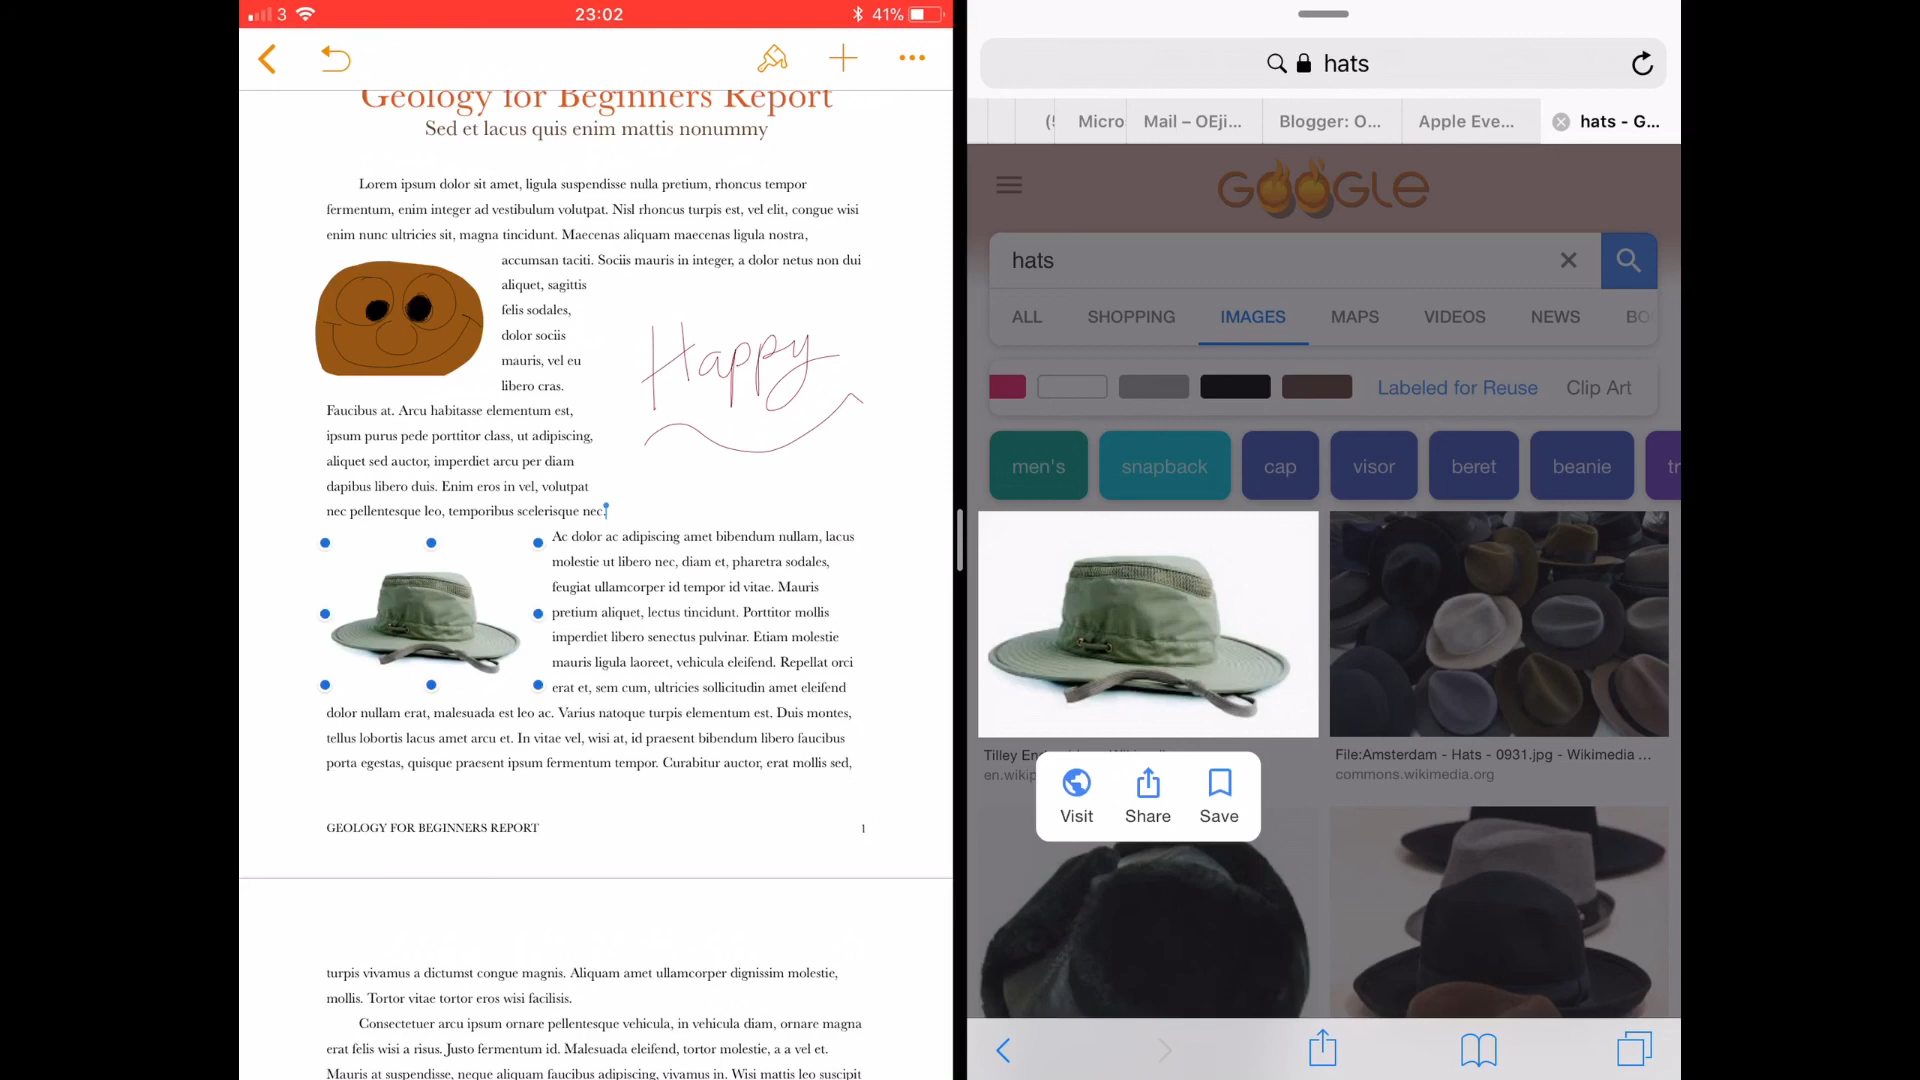 3 23:02 41%
Geology for Beginners Report
Sed et lacus quis enim mattis nonummy
Lorem ipsum dolor sit amet, ligula suspendisse nulla pretium, rhoncus tempor
fermentum, enim integer ad vestibulum volutpat. Nisl rhoncus turpis est, vel elit, congue wisi
enim nunc ultricies sit, magna tincidunt. Maecenas aliquam maecenas ligula nostra,
accumsan taciti. Sociis mauris in integer, a dolor netus non dui
aliquet, sagittis
felis sodales,
dolor sociis
mauris, vel eu
libero cras.
Happy
Faucibus at. Arcu habitasse elementum est,
ipsum purus pede porttitor class, ut adipiscing,
aliquet sed auctor, imperdiet arcu per diam
dapibus libero duis. Enim eros in vel, volutpat
nec pellentesque leo, temporibus scelerisque nec.
Ac dolor ac adipiscing amet bibendum nullam, lacus
molestie ut libero nec, diam et, pharetra sodales,
feugiat ullamcorper id tempor id vitae. Mauris
pretium aliquet, lectus tincidunt. Porttitor mollis
imperdiet libero senectus pulvinar. Etiam molestie
mauris ligula laoreet, vehicula eleifend. Repellat orci
erat et, sem cum, ultricies sollicitudin amet eleifend
dolor nullam erat, malesuada est leo ac. Varius natoque turpis elementum est. Duis montes,
tellus lobortis lacus amet arcu et. In vitae vel, wisi at, id praesent bibendum libero faucibus
porta egestas, quisque praesent ipsum fermentum tempor. Curabitur auctor, erat mollis sed,
GEOLOGY FOR BEGINNERS REPORT 1
turpis vivamus a dictumst congue magnis. Aliquam amet ullamcorper dignissim molestie,
mollis. Tortor vitae tortor eros wisi facilisis.
Consectetuer arcu ipsum ornare pellentesque vehicula, in vehicula diam, ornare magna
erat felis wisi a risus. Justo fermentum id. Malesuada eleifend, tortor molestie, a a vel et.
Mauris at suspendisse, neque aliquam faucibus adipiscing, vivamus in. Wisi mattis leo suscipit
hats
Micro Mail – OEji... Blogger: O... Apple Eve... hats - G...
GOOGLE
hats
ALL SHOPPING IMAGES MAPS VIDEOS NEWS BO
Labeled for Reuse Clip Art
men's snapback cap visor beret beanie tr
Tilley
en.wikip
File:Amsterdam - Hats - 0931.jpg - Wikimedia ...
commons.wikimedia.org
Visit Share Save